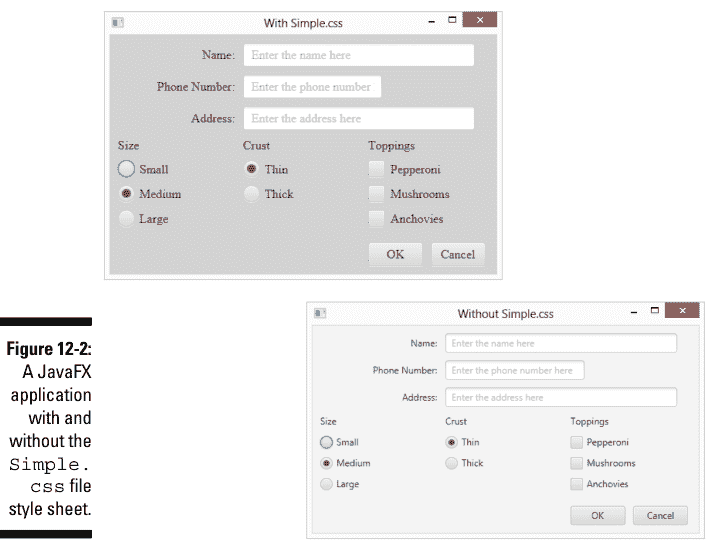 With Simple.css
Name: Enter the name here
Phone Number: Enter the phone number
Address: Enter the address here
Size Crust Toppings
Small Thin Pepperoni
Medium Thick Mushrooms
Large Anchovies
OK Cancel
Without Simple.css
Name: Enter the name here
Phone Number: Enter the phone number here
Address: Enter the address here
Size Crust Toppings
Small Thin Pepperoni
Medium Thick Mushrooms
Large Anchovies
OK Cancel
Figure 12-2:
A JavaFX
application
with and
without the
Simple.
css file
style sheet.